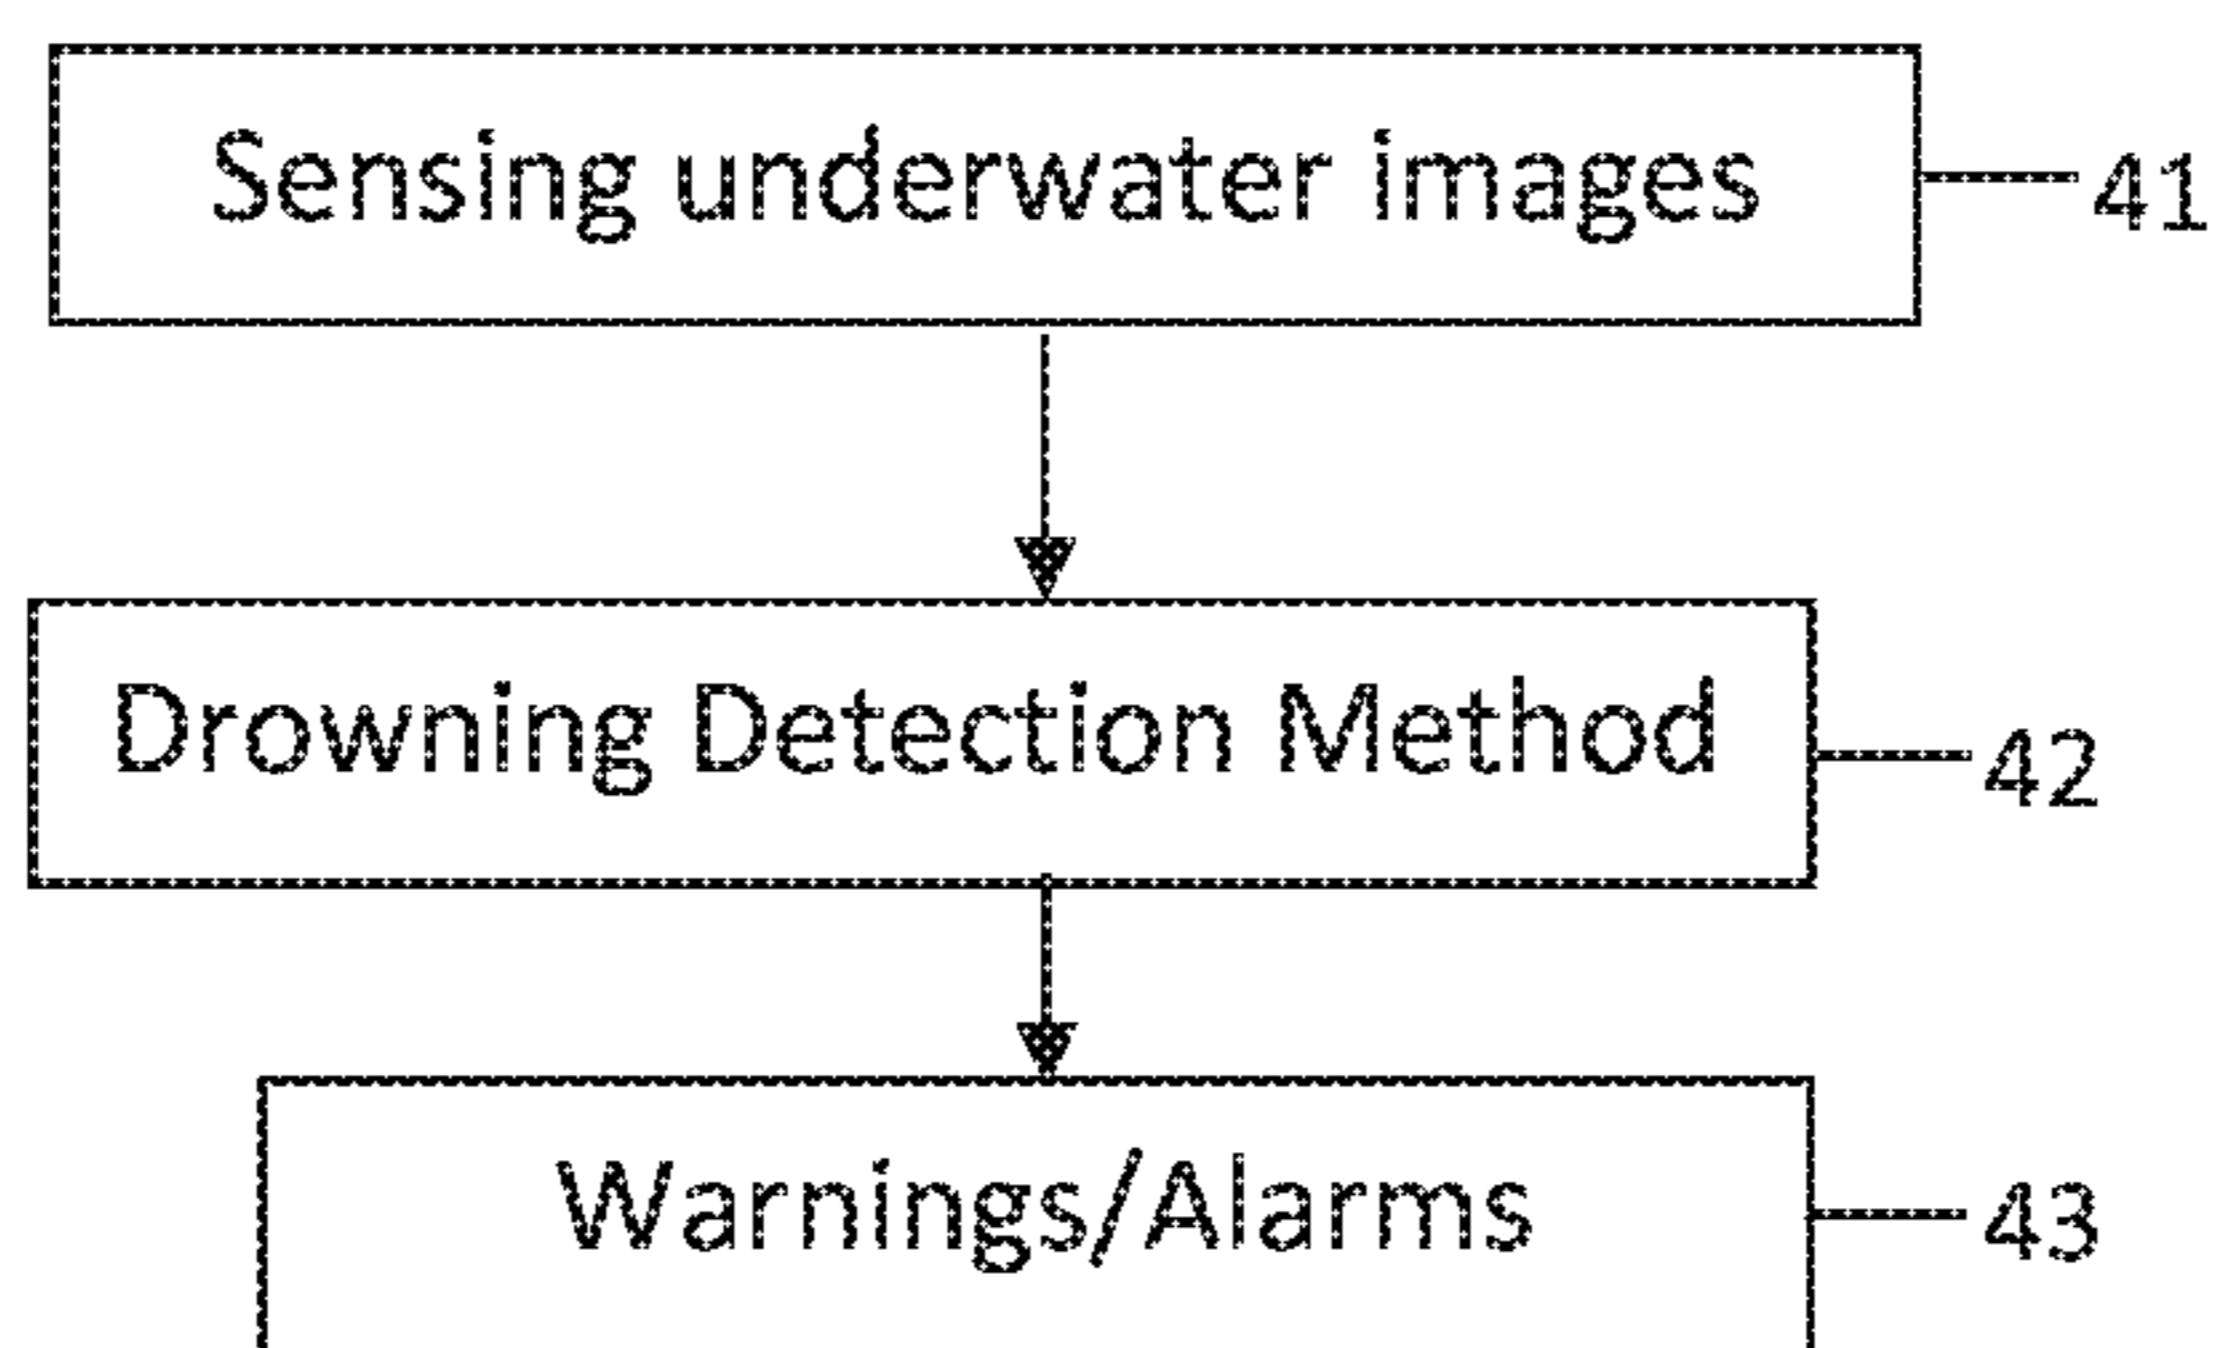 Sensing underwater images 41
Drowning Detection Method 42
Warnings/Alarms 43